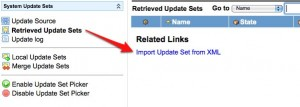 System Update Sets
Update Source
Retrieved Update Sets
Update log
Local Update Sets
Merge Update Sets
Enable Update Set Picker
Disable Update Set Picker
Retrieved Update Sets Go to Name
Name State
Related Links
Import Update Set from XML